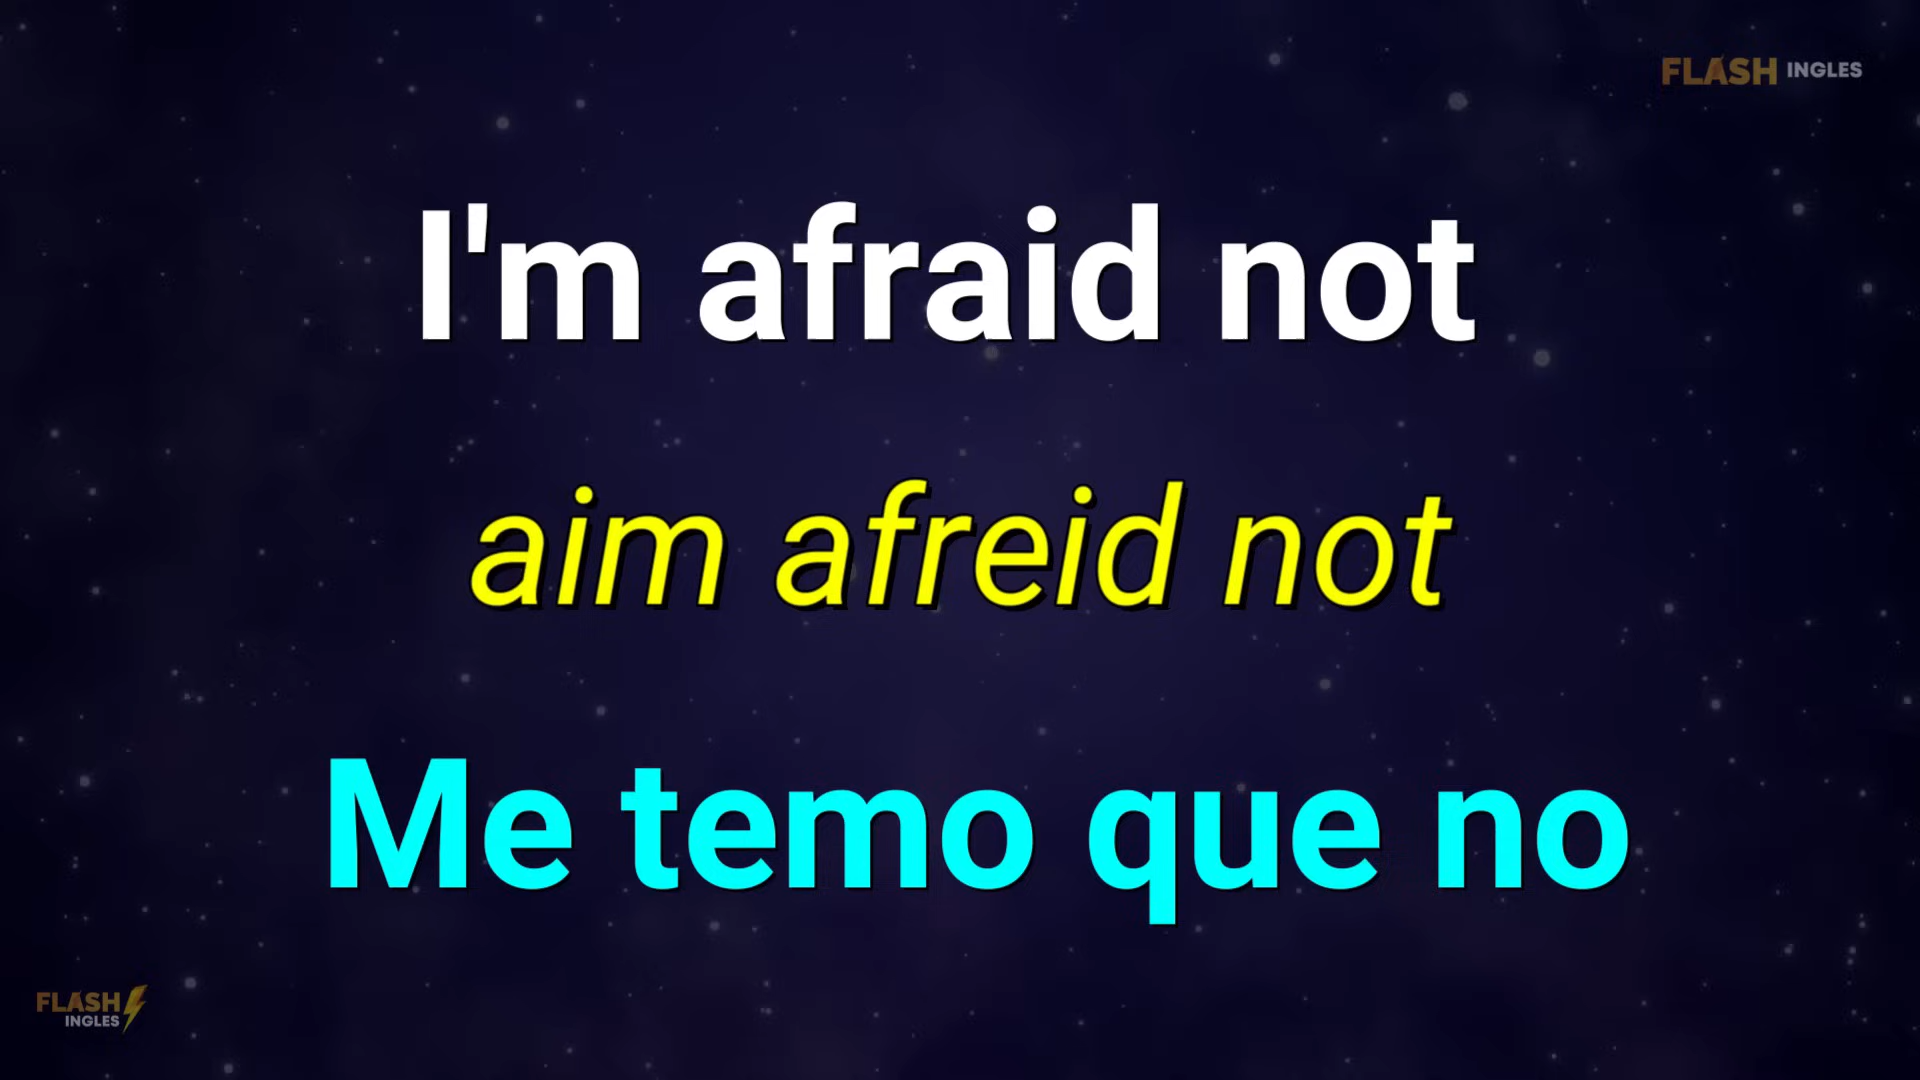 FLASH INGLES
I'm afraid not
aim afreid not
Me temo que no
FLASH
INGLES